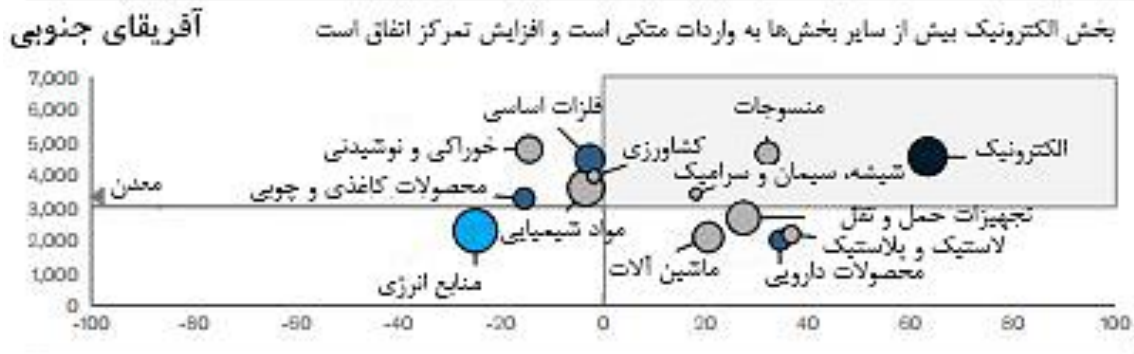 آفریقای جنوبی
بخش الکترونیک بیش از سایر بخش‌ها به واردات متکی است و افزایش تمرکز اتفاق است
7,000
6,000
5,000
4,000
3,000
2,000
1,000
0
فلزات اساسی
منسوجات
خوراکی و نوشیدنی
کشاورزی
الکترونیک
شیشه، سیمان و سرامیک
معدن
محصولات کاغذی و چوبی
مواد شیمیایی
تجهیزات حمل و نقل
لاستیک و پلاستیک
ماشین آلات
محصولات دارویی
منابع انرژی
-100 -80 -60 -40 -20 0 20 40 60 80 100